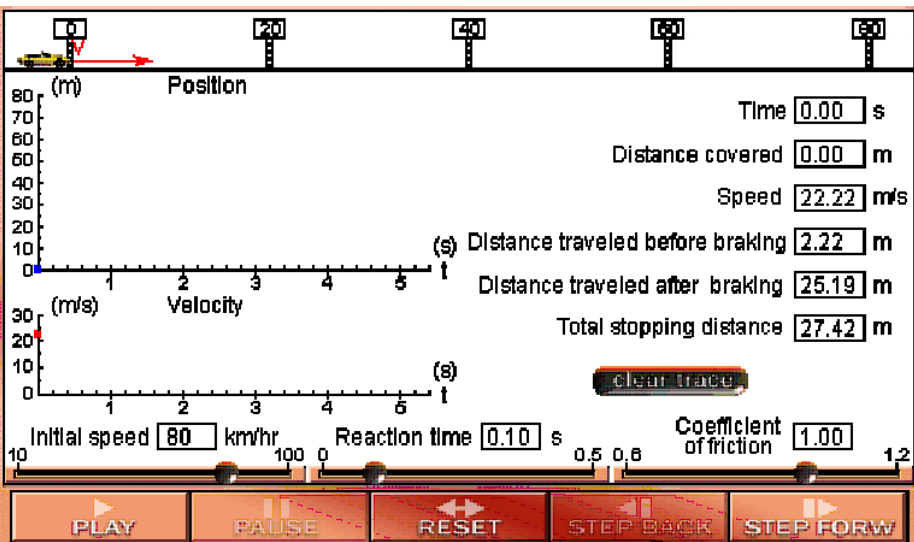 0 20 40 60 80
V
(m) Position
80
70
60
50
40
30
20
10
0
1 2 3 4 5
(s)
t
Time 0.00 s
Distance covered 0.00 m
Speed 22.22 m/s
Distance traveled before braking 2.22 m
Distance traveled after braking 25.19 m
Total stopping distance 27.42 m
(m/s) Velocity
30
20
10
0
1 2 3 4 5
(s)
t
clear trace
Initial speed 80 km/hr
10 100
Reaction time 0.10 s
0 0.5
Coefficient
of friction 1.00
0.6 1.2
PLAY PAUSE RESET STEP BACK STEP FORW